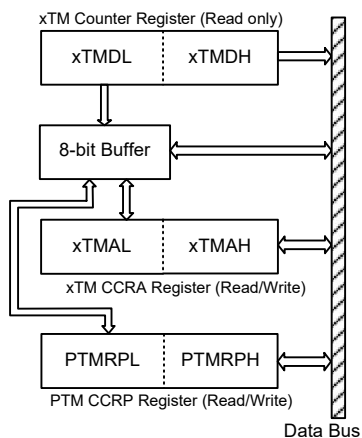 xTM Counter Register (Read only)
xTMDL xTMDH
8-bit Buffer
xTMAL xTMAH
xTM CCRA Register (Read/Write)
PTMRPL PTMRPH
PTM CCRP Register (Read/Write)
Data Bus